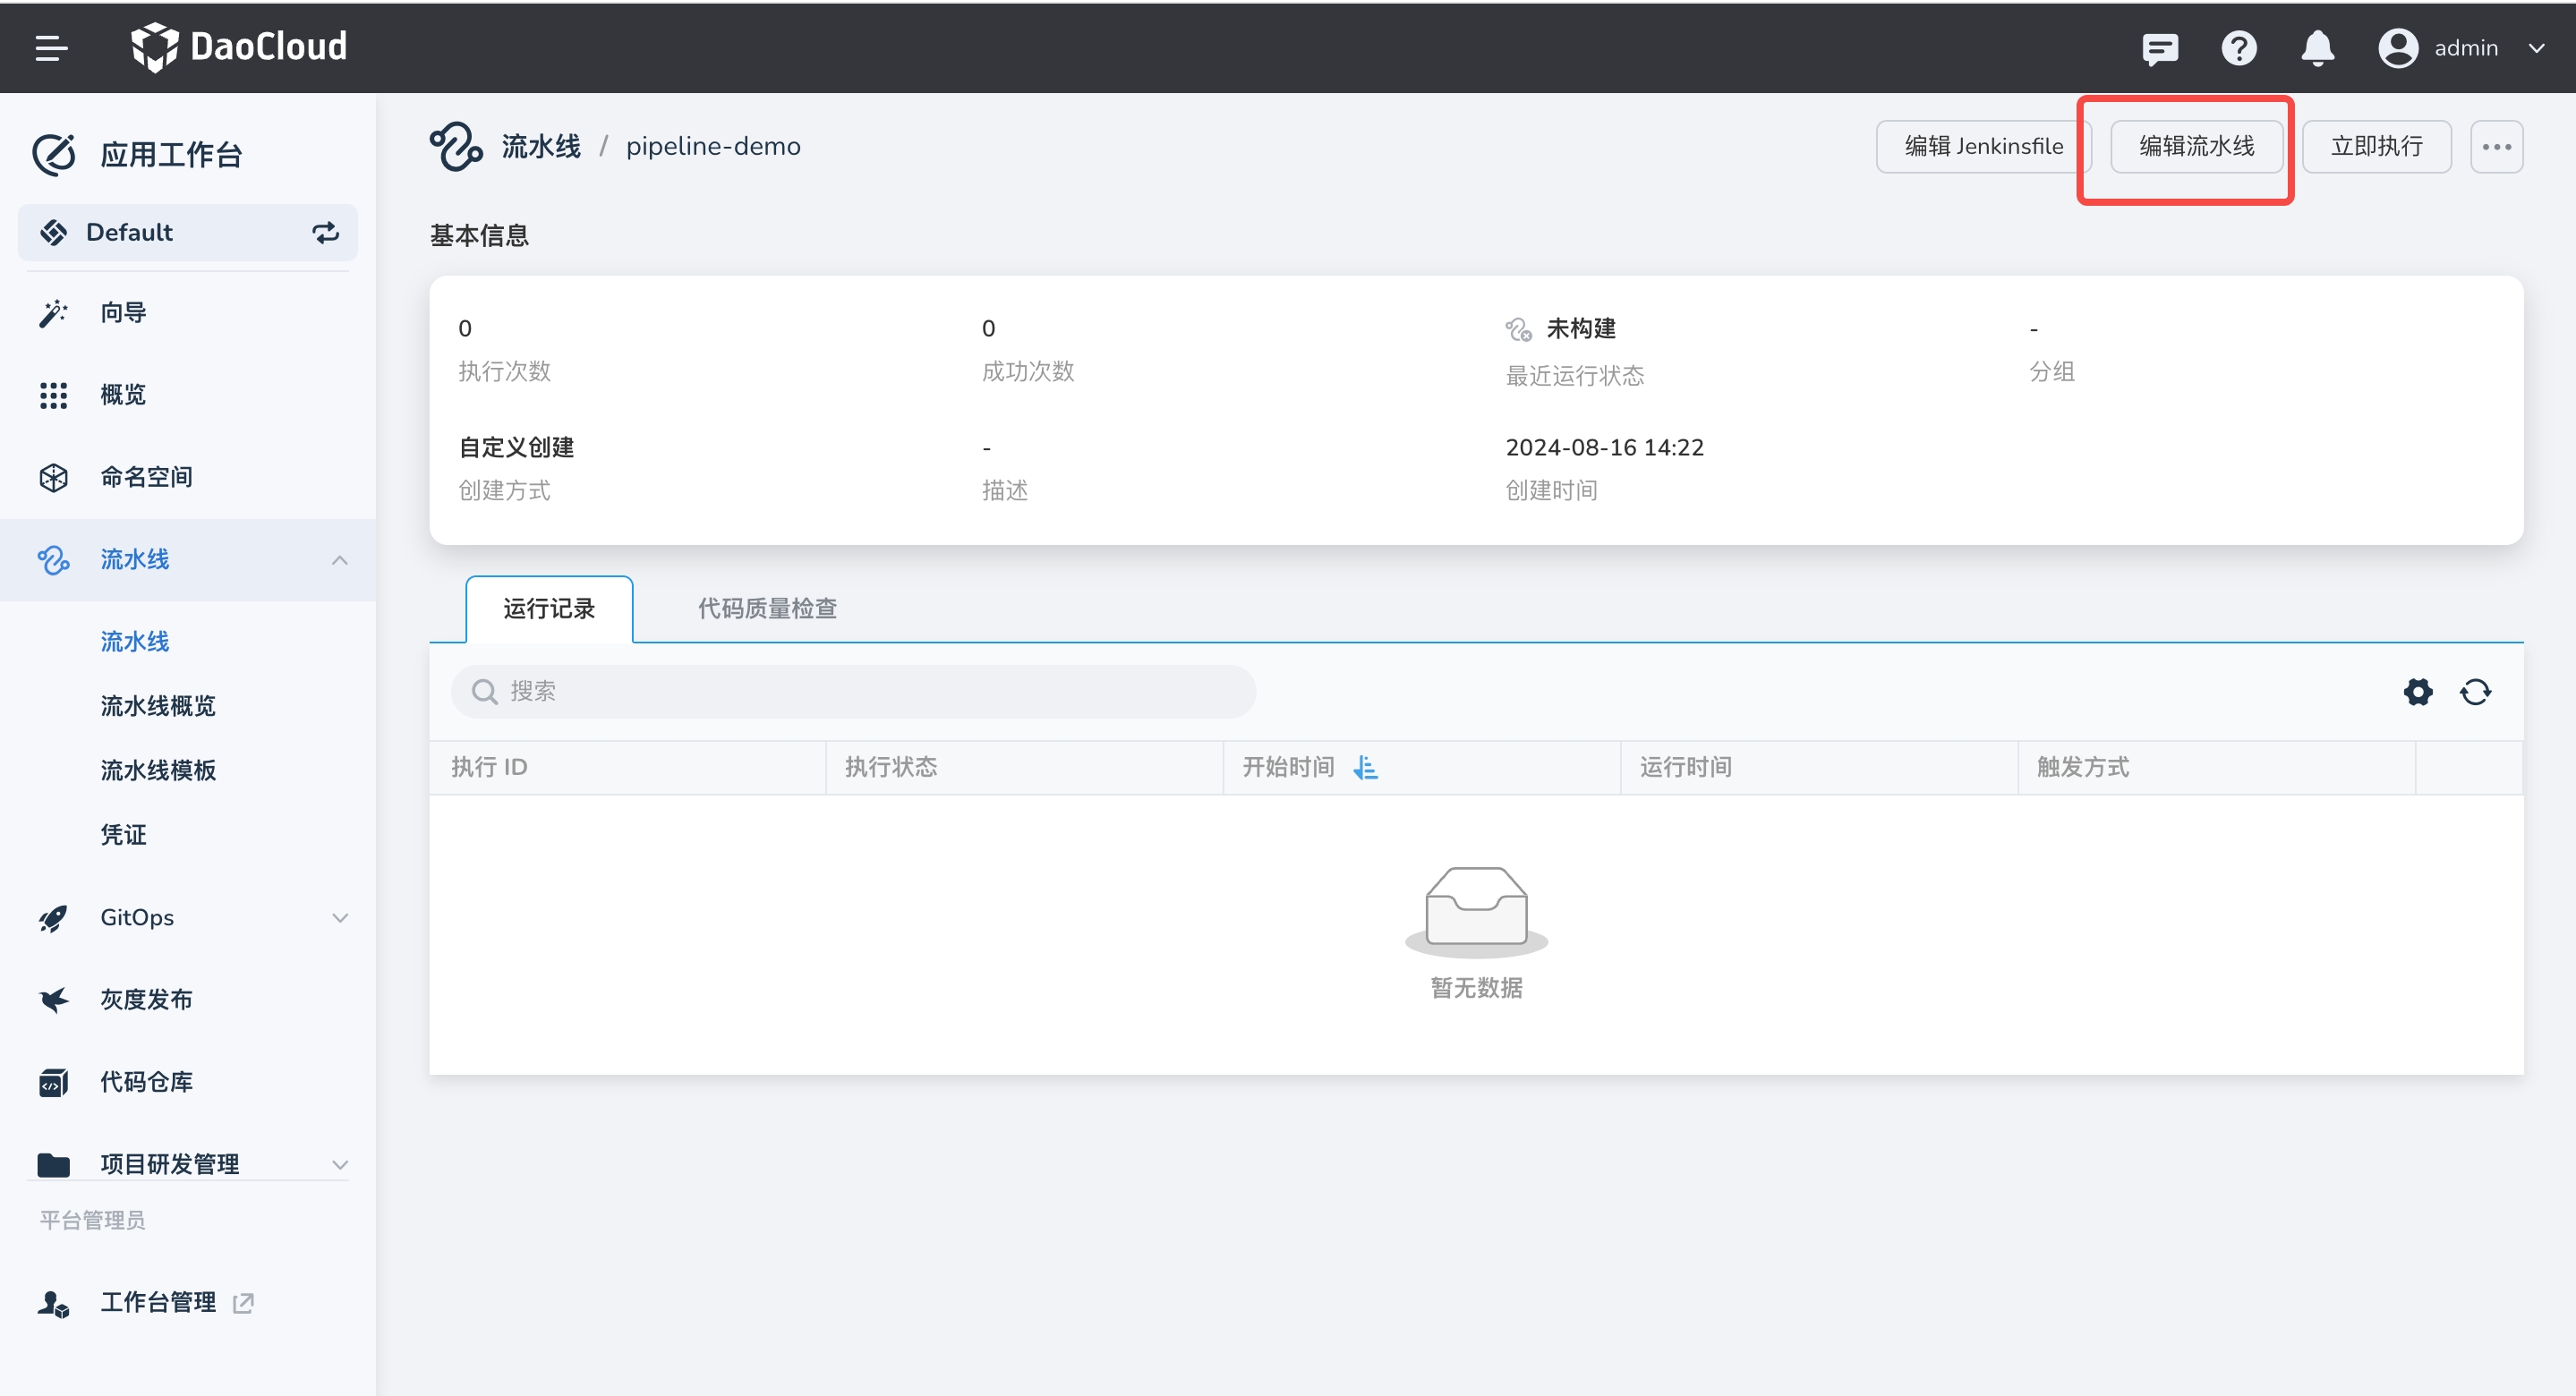 DaoCloud
admin
应用工作台
Default
向导
概览
命名空间
流水线
流水线
流水线概览
流水线模板
凭证
GitOps
灰度发布
代码仓库
项目研发管理
平台管理员
工作台管理
流水线 / pipeline-demo
编辑 Jenkinsfile
编辑流水线
立即执行
基本信息
0
执行次数
0
成功次数
未构建
最近运行状态
-
分组
自定义创建
创建方式
-
描述
2024-08-16 14:22
创建时间
运行记录
代码质量检查
搜索
执行 ID
执行状态
开始时间
运行时间
触发方式
暂无数据